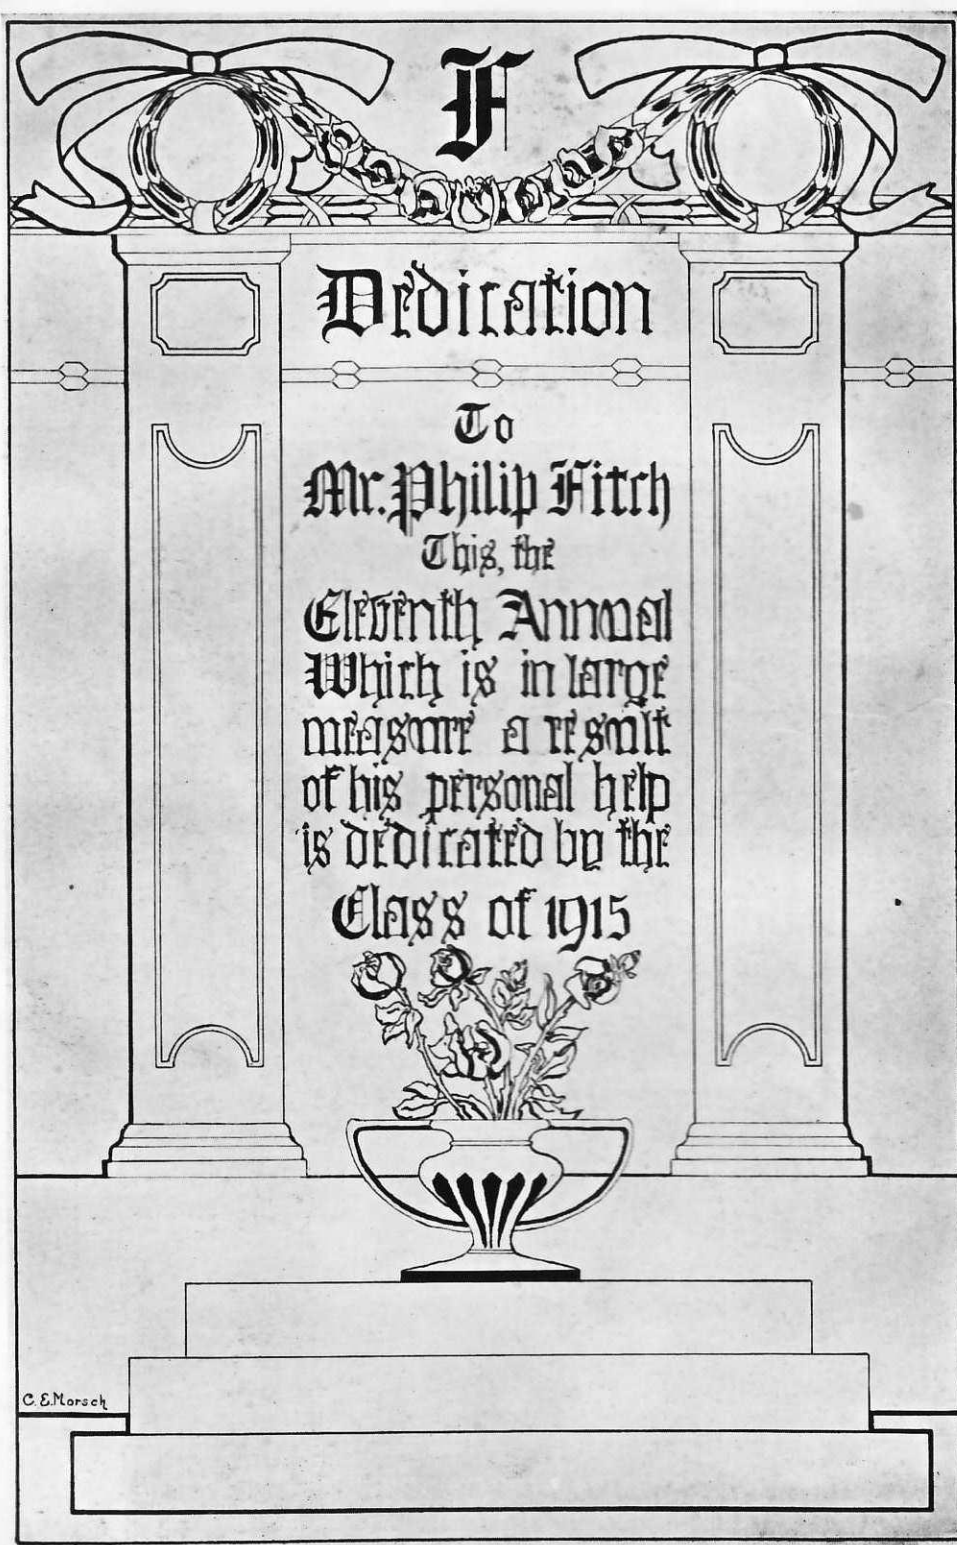 F
Dedication
To
Mr. Philip Fitch
This, the
Eleventh Annual
Which is in large
measure a result
of his personal help
is dedicated by the
Class of 1915
C. E. Morsch